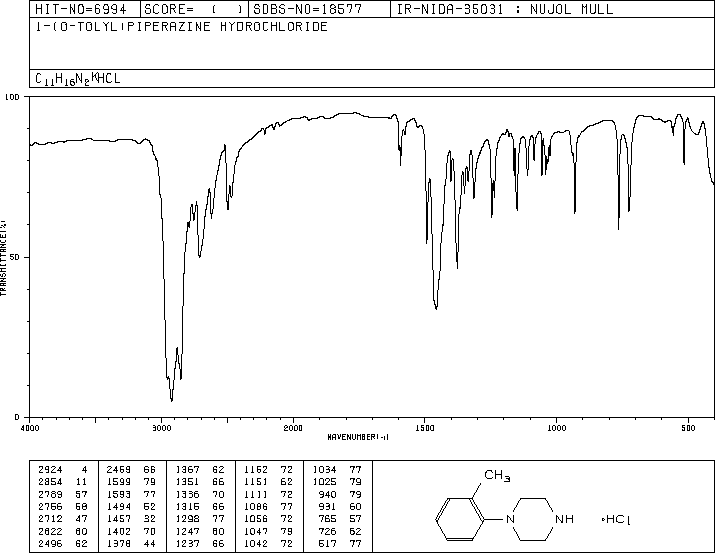 HIT-NO=6994 SCORE= ( ) SDBS-NO=18577 IR-NIDA-35031 : NUJOL MULL
1-(O-TOLYL)PIPERAZINE HYDROCHLORIDE
C11H16N2·HCL
100
50
0
TRANSMITTANCE(%)
4000 3000 2000 1500 1000 500
WAVENUMBER(-1)
2924 4 2469 66 1367 62 1162 72 1034 77
2854 11 1599 79 1351 66 1151 62 1025 79
2789 57 1593 77 1336 70 1111 72 940 79
2756 58 1494 52 1315 66 1086 77 931 60
2712 47 1457 32 1298 77 1056 72 765 57
2622 60 1402 70 1247 60 1047 79 726 62
2496 62 1378 44 1237 66 1042 72 517 77
CH3
N
NH
·HCl